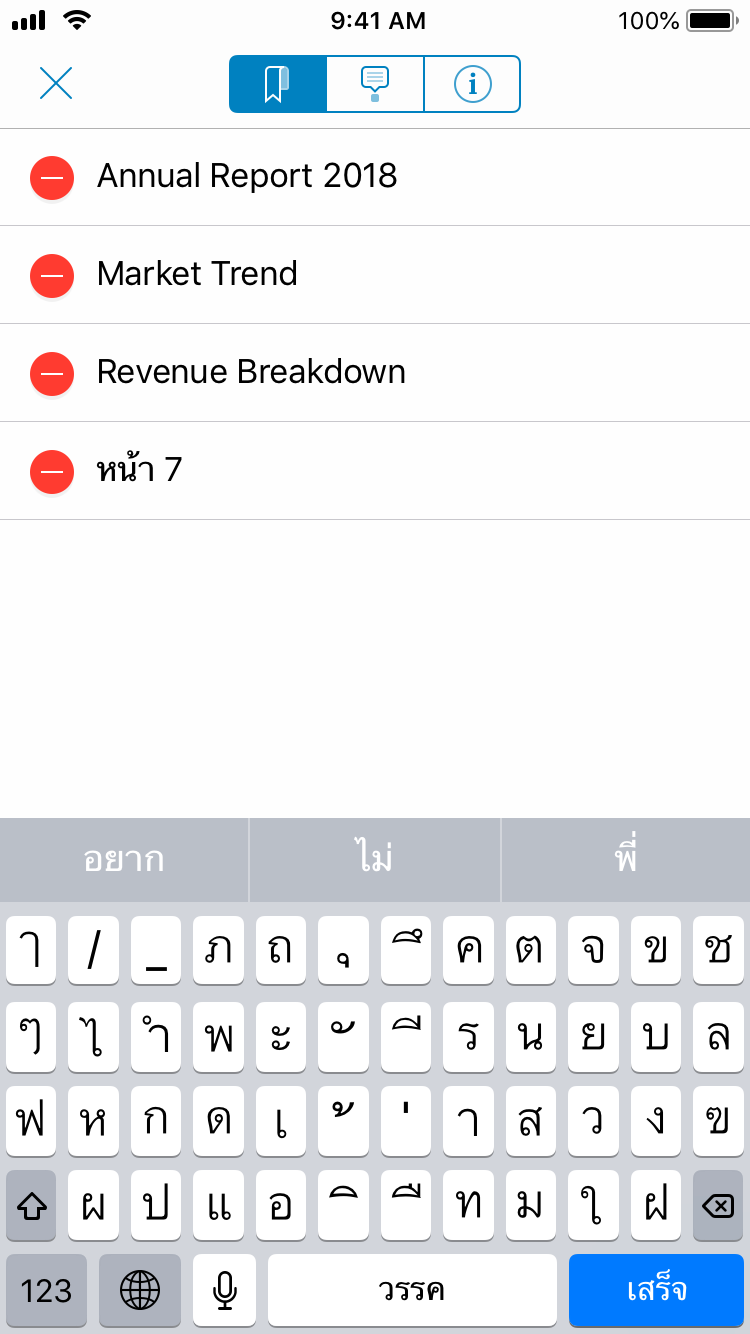 9:41 AM 100%
i
Annual Report 2018
Market Trend
Revenue Breakdown
หน้า 7
อยาก ไม่ พี่
ๅ / _ ภ ถ ุ ึ ค ต จ ข ช
ๆ ไ ำ พ ะ ั ี ร น ย บ ล
ฟ ห ก ด เ ้ ่ า ส ว ง ฃ
ผ ป แ อ ิ ื ท ม ใ ฝ
123 วรรค เสร็จ